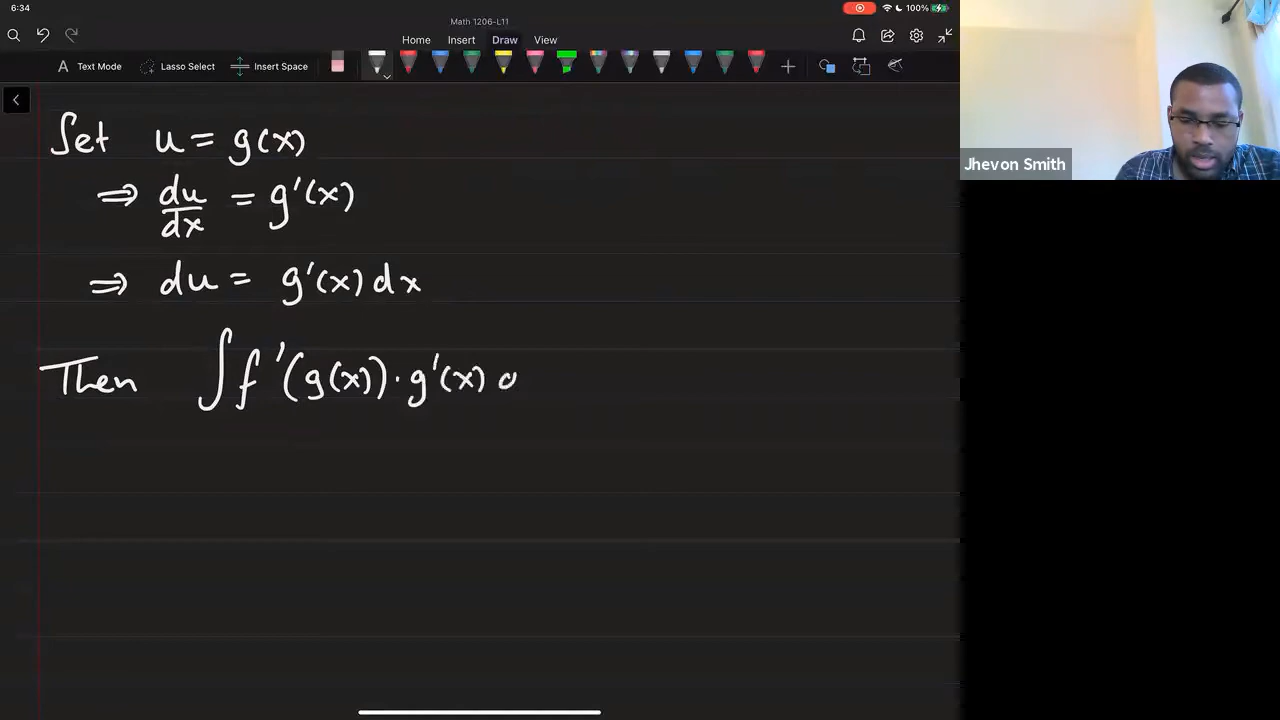 6:34
100%
Math 1206-L11
Home Insert Draw View
A Text Mode Lasso Select Insert Space
Jhevon Smith
Set u = g(x)
⇒ du/dx = g'(x)
⇒ du = g'(x) dx
Then ∫f'(g(x))·g'(x)